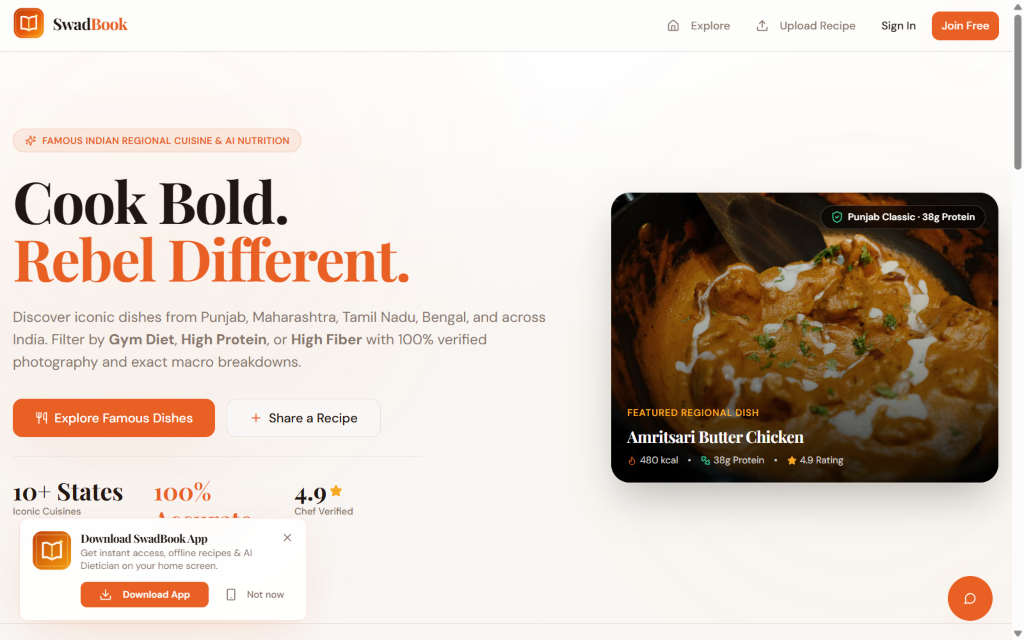 SwadBook
Explore
Upload Recipe
Sign In
Join Free
FAMOUS INDIAN REGIONAL CUISINE & AI NUTRITION
Cook Bold.
Rebel Different.
Discover iconic dishes from Punjab, Maharashtra, Tamil Nadu, Bengal, and across
India. Filter by Gym Diet, High Protein, or High Fiber with 100% verified
photography and exact macro breakdowns.
Explore Famous Dishes
+ Share a Recipe
10+ States
Iconic Cuisines
100%
Accurate
4.9
Chef Verified
Punjab Classic · 38g Protein
FEATURED REGIONAL DISH
Amritsari Butter Chicken
480 kcal • 38g Protein • 4.9 Rating
Download SwadBook App
Get instant access, offline recipes & AI
Dietician on your home screen.
Download App
Not now